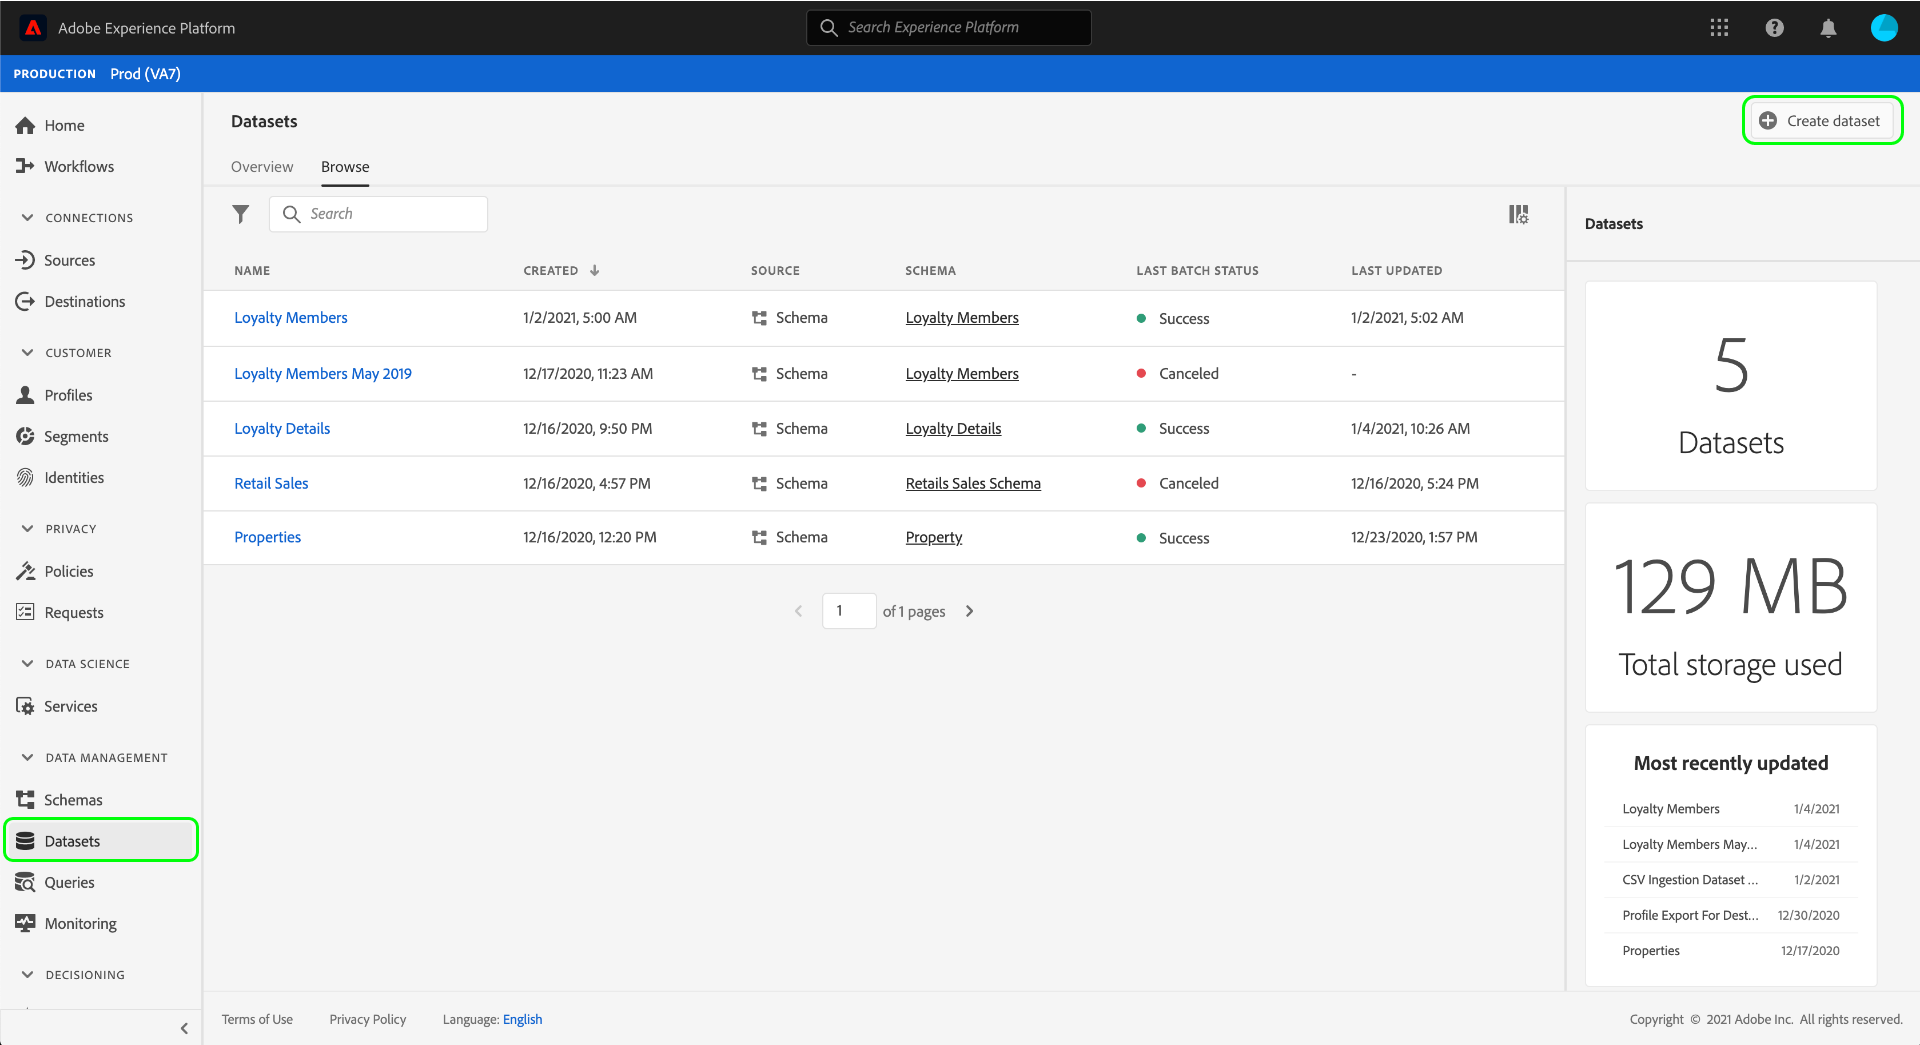 Adobe Experience Platform
Search Experience Platform
PRODUCTION Prod (VA7)
Home
Workflows
CONNECTIONS
Sources
Destinations
CUSTOMER
Profiles
Segments
Identities
PRIVACY
Policies
Requests
DATA SCIENCE
Services
DATA MANAGEMENT
Schemas
Datasets
Queries
Monitoring
DECISIONING
Datasets
Create dataset
Overview Browse
Search
NAME CREATED SOURCE SCHEMA LAST BATCH STATUS LAST UPDATED
Loyalty Members 1/2/2021, 5:00 AM Schema Loyalty Members Success 1/2/2021, 5:02 AM
Loyalty Members May 2019 12/17/2020, 11:23 AM Schema Loyalty Members Canceled -
Loyalty Details 12/16/2020, 9:50 PM Schema Loyalty Details Success 1/4/2021, 10:26 AM
Retail Sales 12/16/2020, 4:57 PM Schema Retails Sales Schema Canceled 12/16/2020, 5:24 PM
Properties 12/16/2020, 12:20 PM Schema Property Success 12/23/2020, 1:57 PM
1 of 1 pages
Datasets
5
Datasets
129 MB
Total storage used
Most recently updated
Loyalty Members 1/4/2021
Loyalty Members May... 1/4/2021
CSV Ingestion Dataset ... 1/2/2021
Profile Export For Dest... 12/30/2020
Properties 12/17/2020
Terms of Use Privacy Policy Language: English
Copyright © 2021 Adobe Inc. All rights reserved.